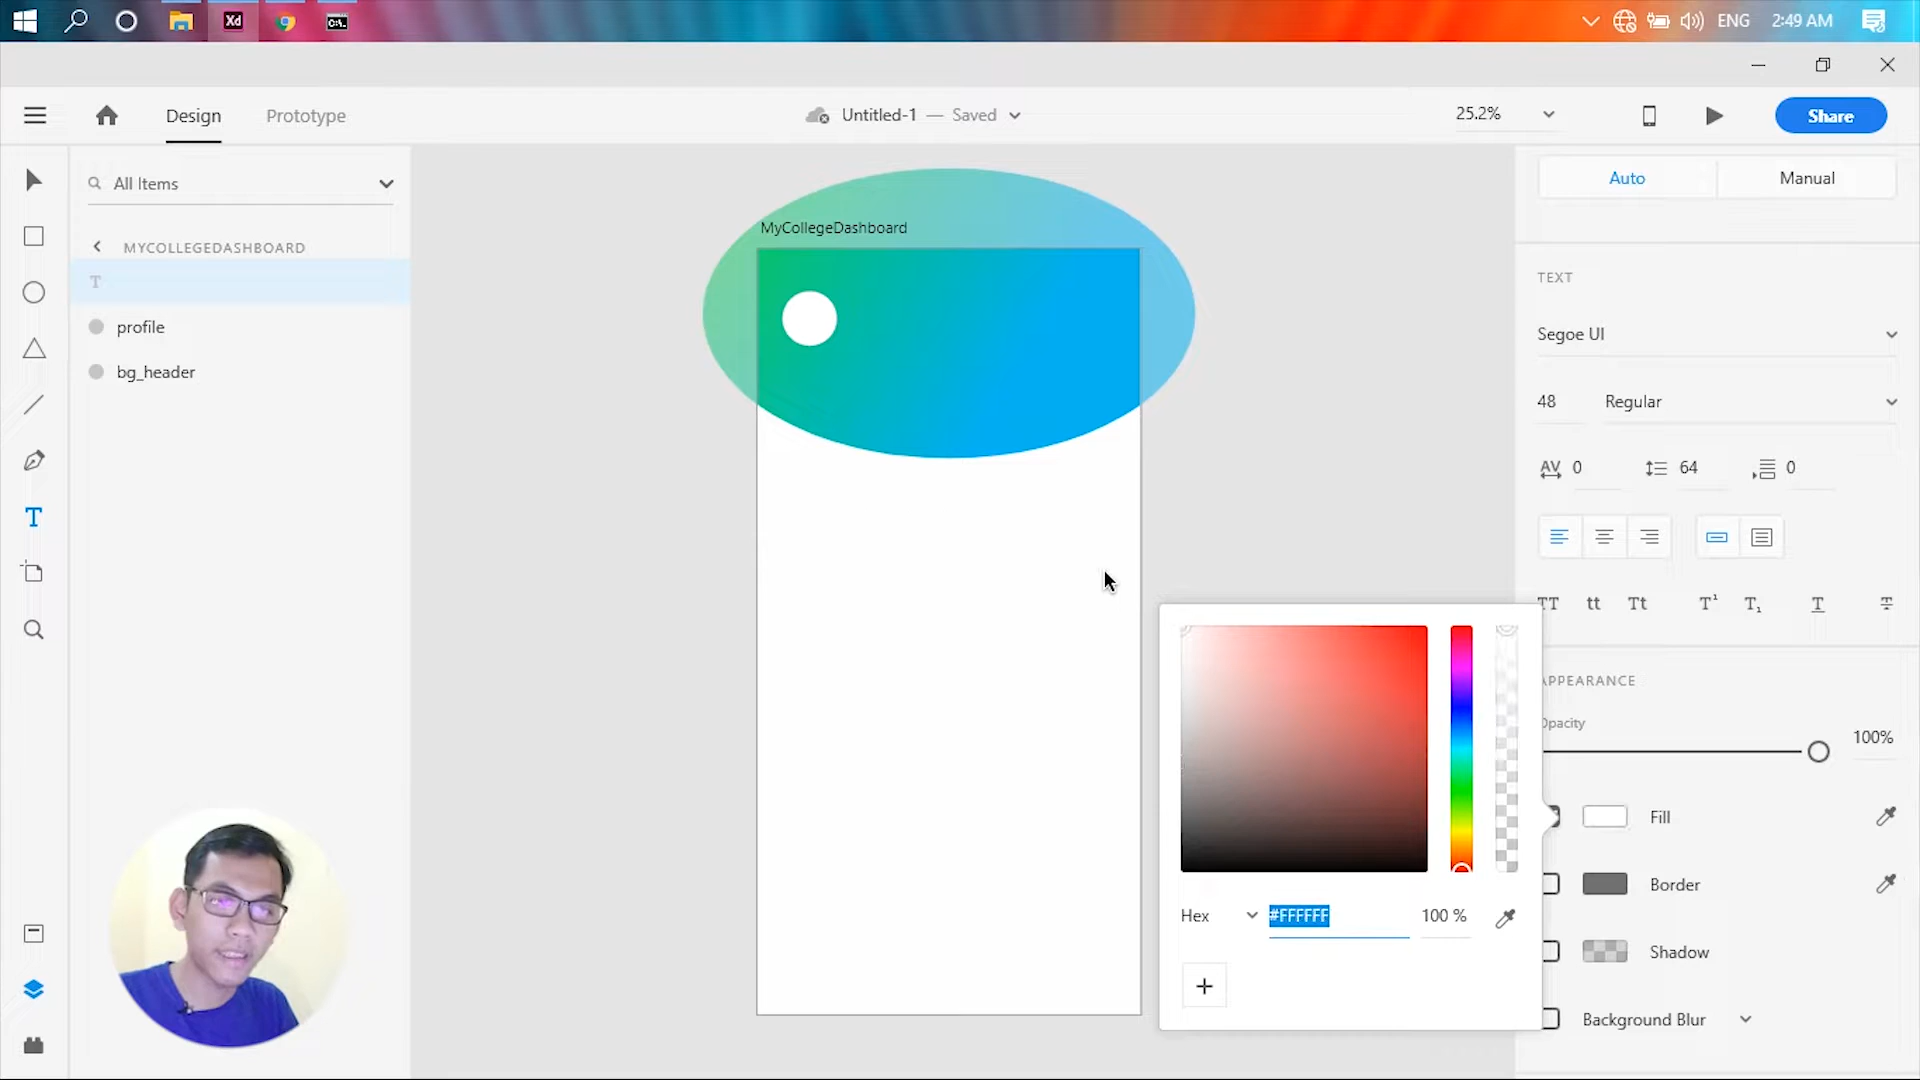 Xd
C:\.
ENG
2:49 AM
Design
Prototype
Untitled-1 — Saved
25.2%
Share
All Items
MYCOLLEGEDASHBOARD
T
profile
bg_header
MyCollegeDashboard
Auto
Manual
TEXT
Segoe UI
48
Regular
AV 0
64
0
TT
tt
Tt
T¹
T₁
T
T
APPEARANCE
Opacity
100%
Fill
Border
Shadow
Background Blur
Hex
#FFFFFF
100 %
T